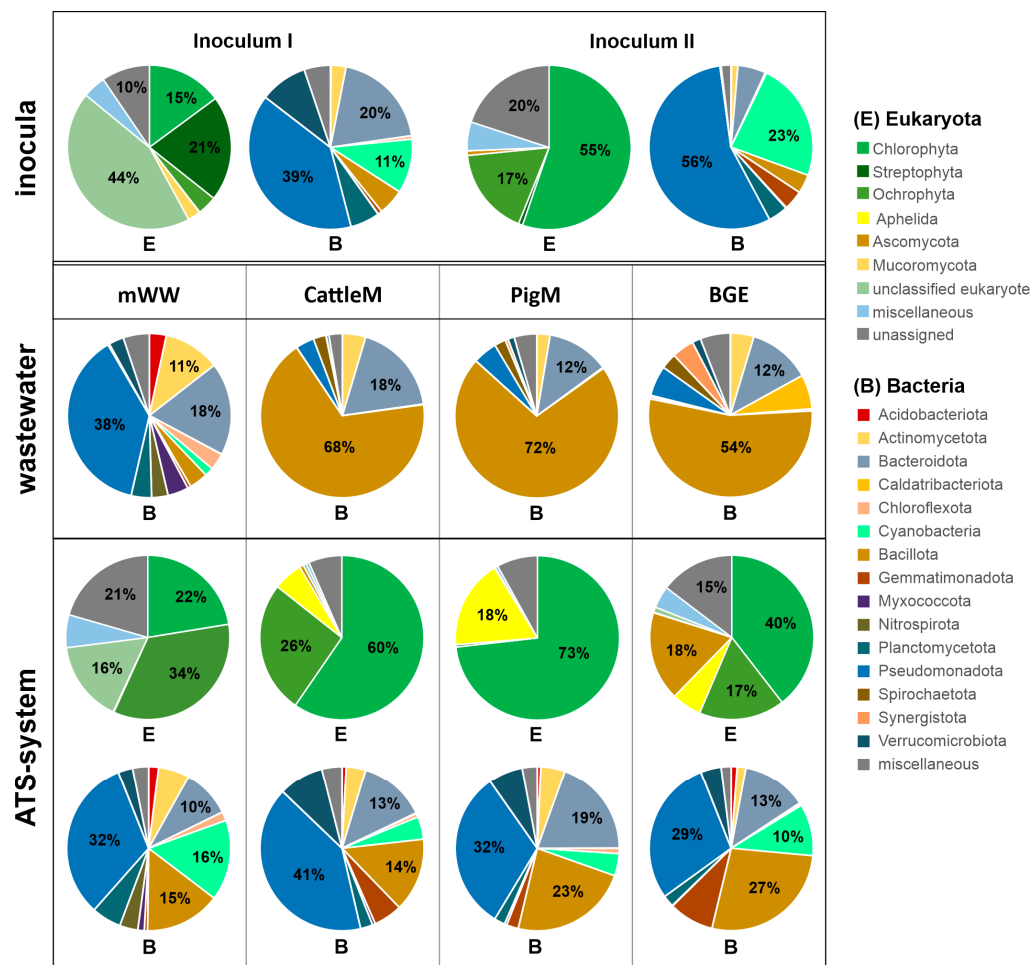 Inoculum I
Inoculum II
inocula
10%
15%
21%
44%
E
20%
11%
39%
B
20%
55%
17%
E
23%
56%
B
mWW
CattleM
PigM
BGE
wastewater
11%
18%
38%
B
18%
68%
B
12%
72%
B
12%
54%
B
ATS-system
21%
22%
16%
34%
E
26%
60%
E
18%
73%
E
15%
40%
18%
17%
E
10%
32%
16%
15%
B
13%
41%
14%
B
19%
32%
23%
B
13%
29%
10%
27%
B
(E) Eukaryota
Chlorophyta
Streptophyta
Ochrophyta
Aphelida
Ascomycota
Mucoromycota
unclassified eukaryote
miscellaneous
unassigned
(B) Bacteria
Acidobacteriota
Actinomycetota
Bacteroidota
Caldatribacteriota
Chloroflexota
Cyanobacteria
Bacillota
Gemmatimonadota
Myxococcota
Nitrospirota
Planctomycetota
Pseudomonadota
Spirochaetota
Synergistota
Verrucomicrobiota
miscellaneous